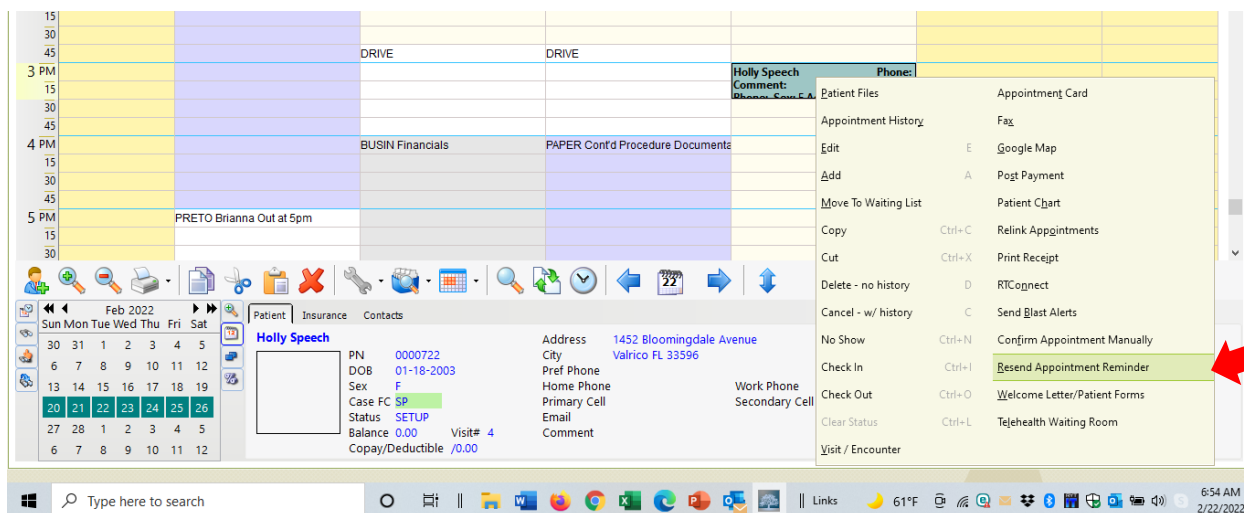 15
30
45 DRIVE DRIVE
3 PM Holly Speech Phone:
15 Comment:
30
45
4 PM BUSIN Financials PAPER Cont'd Procedure Documenta
15
30
45
5 PM PRETO Brianna Out at 5pm
15
30
Patient Files Appointment Card
Appointment History Fax
Edit E Google Map
Add A Post Payment
Move To Waiting List Patient Chart
Copy Ctrl+C Relink Appointments
Cut Ctrl+X Print Receipt
Delete - no history D RTConnect
Cancel - w/ history C Send Blast Alerts
No Show Ctrl+N Confirm Appointment Manually
Check In Ctrl+I Resend Appointment Reminder
Check Out Ctrl+O Welcome Letter/Patient Forms
Clear Status Ctrl+L Telehealth Waiting Room
Visit / Encounter
22
Feb 2022
Sun Mon Tue Wed Thu Fri Sat
30 31 1 2 3 4 5
6 7 8 9 10 11 12
13 14 15 16 17 18 19
20 21 22 23 24 25 26
27 28 1 2 3 4 5
6 7 8 9 10 11 12
Patient Insurance Contacts
Holly Speech Address 1452 Bloomingdale Avenue
PN 0000722 City Valrico FL 33596
DOB 01-18-2003 Pref Phone
Sex F Home Phone Work Phone
Case FC SP Primary Cell Secondary Cell
Status SETUP Email
Balance 0.00 Visit# 4 Comment
Copay/Deductible /0.00
Type here to search Links 61°F 6:54 AM
2/22/2022